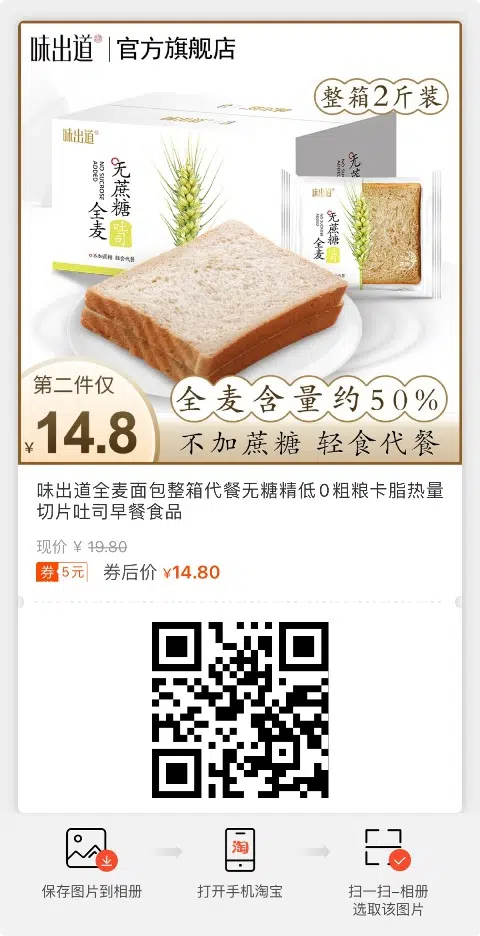 味出道 官方旗舰店
整箱2斤装
味出道
无蔗糖
全麦
吐司
NO SUCROSE
ADDED
0不加蔗糖 轻食代餐
味出道
无蔗糖
全麦
第二件仅
¥14.8
全麦含量约50%
不加蔗糖 轻食代餐
味出道全麦面包整箱代餐无糖精低0粗粮卡脂热量
切片吐司早餐食品
现价 ¥ 19.80
券 5元 券后价 ¥14.80
淘
保存图片到相册
打开手机淘宝
扫一扫-相册
选取该图片